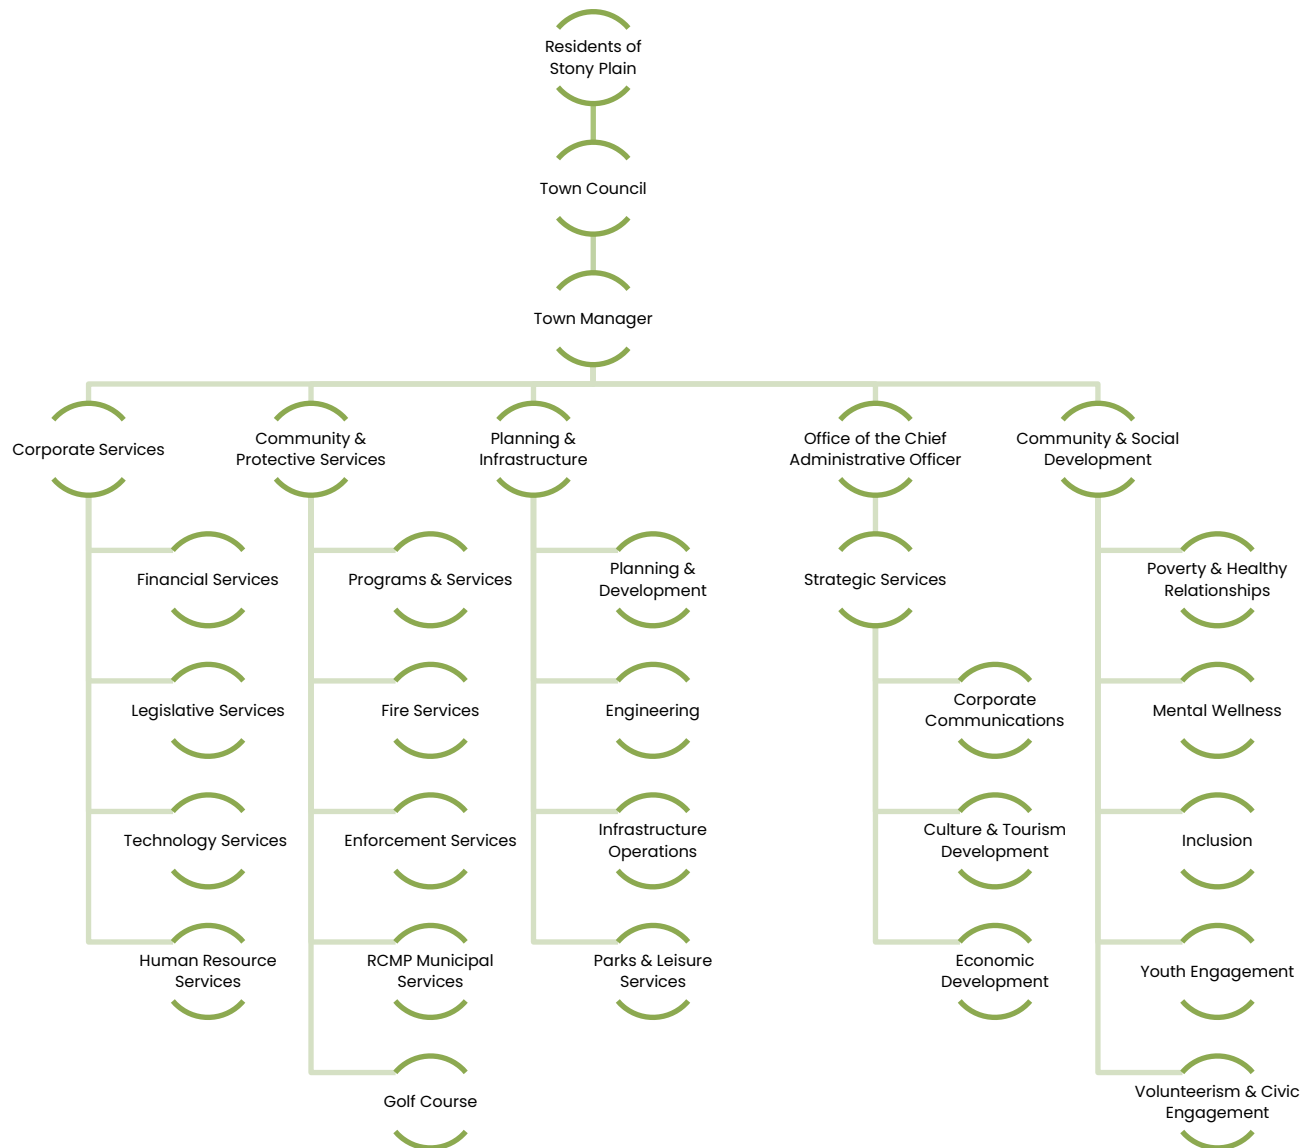 Residents of
Stony Plain
Town Council
Town Manager
Corporate Services
Community &
Protective Services
Planning &
Infrastructure
Office of the Chief
Administrative Officer
Community & Social
Development
Financial Services
Programs & Services
Planning &
Development
Strategic Services
Poverty & Healthy
Relationships
Legislative Services
Fire Services
Engineering
Corporate
Communications
Mental Wellness
Technology Services
Enforcement Services
Infrastructure
Operations
Culture & Tourism
Development
Inclusion
Human Resource
Services
RCMP Municipal
Services
Parks & Leisure
Services
Economic
Development
Youth Engagement
Golf Course
Volunteerism & Civic
Engagement